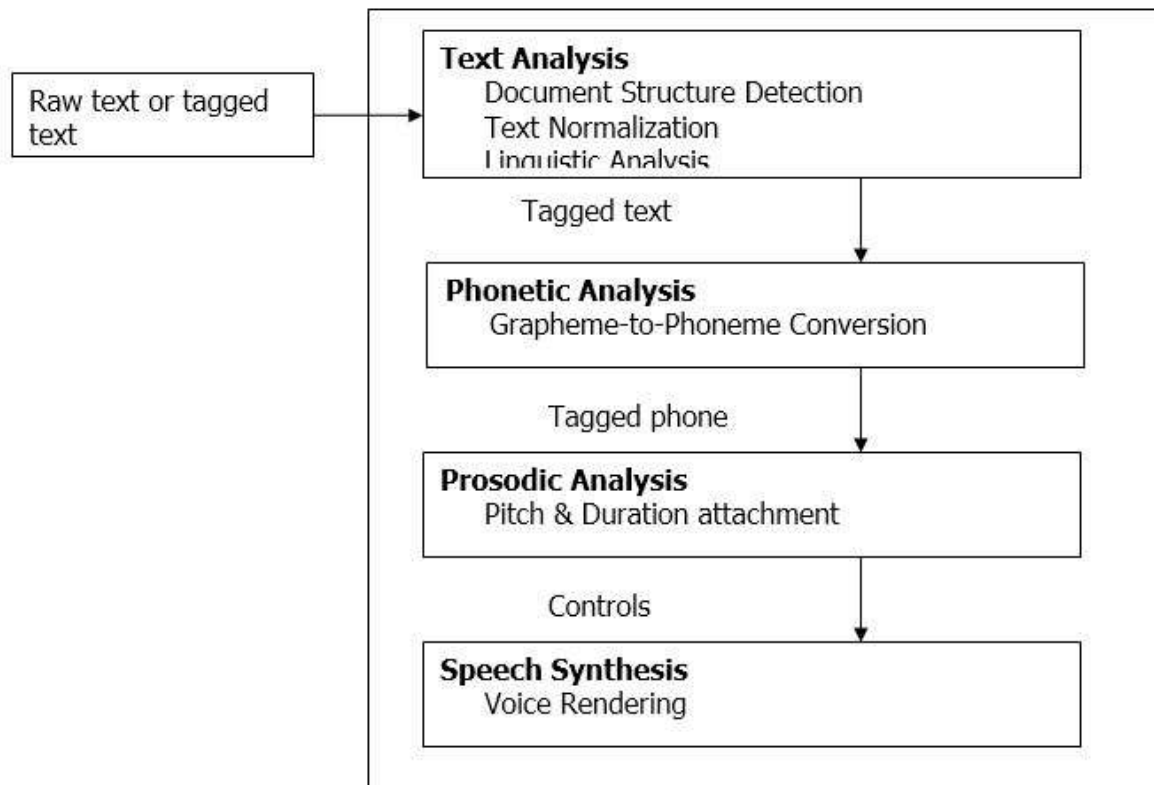 Raw text or tagged
text
Text Analysis
Document Structure Detection
Text Normalization
Linguistic Analysis
Tagged text
Phonetic Analysis
Grapheme-to-Phoneme Conversion
Tagged phone
Prosodic Analysis
Pitch & Duration attachment
Controls
Speech Synthesis
Voice Rendering